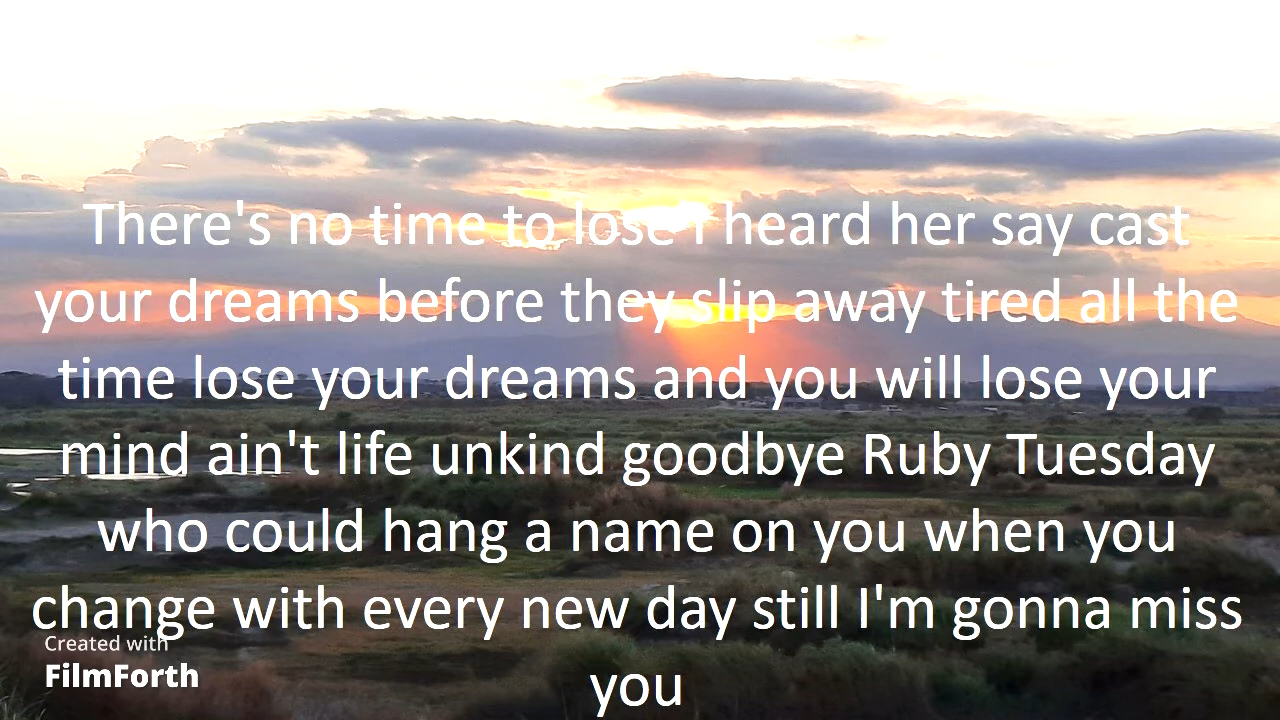 There's no time to lose I heard her say cast
your dreams before they slip away tired all the
time lose your dreams and you will lose your
mind ain't life unkind goodbye Ruby Tuesday
who could hang a name on you when you
change with every new day still I'm gonna miss
you
Created with
FilmForth